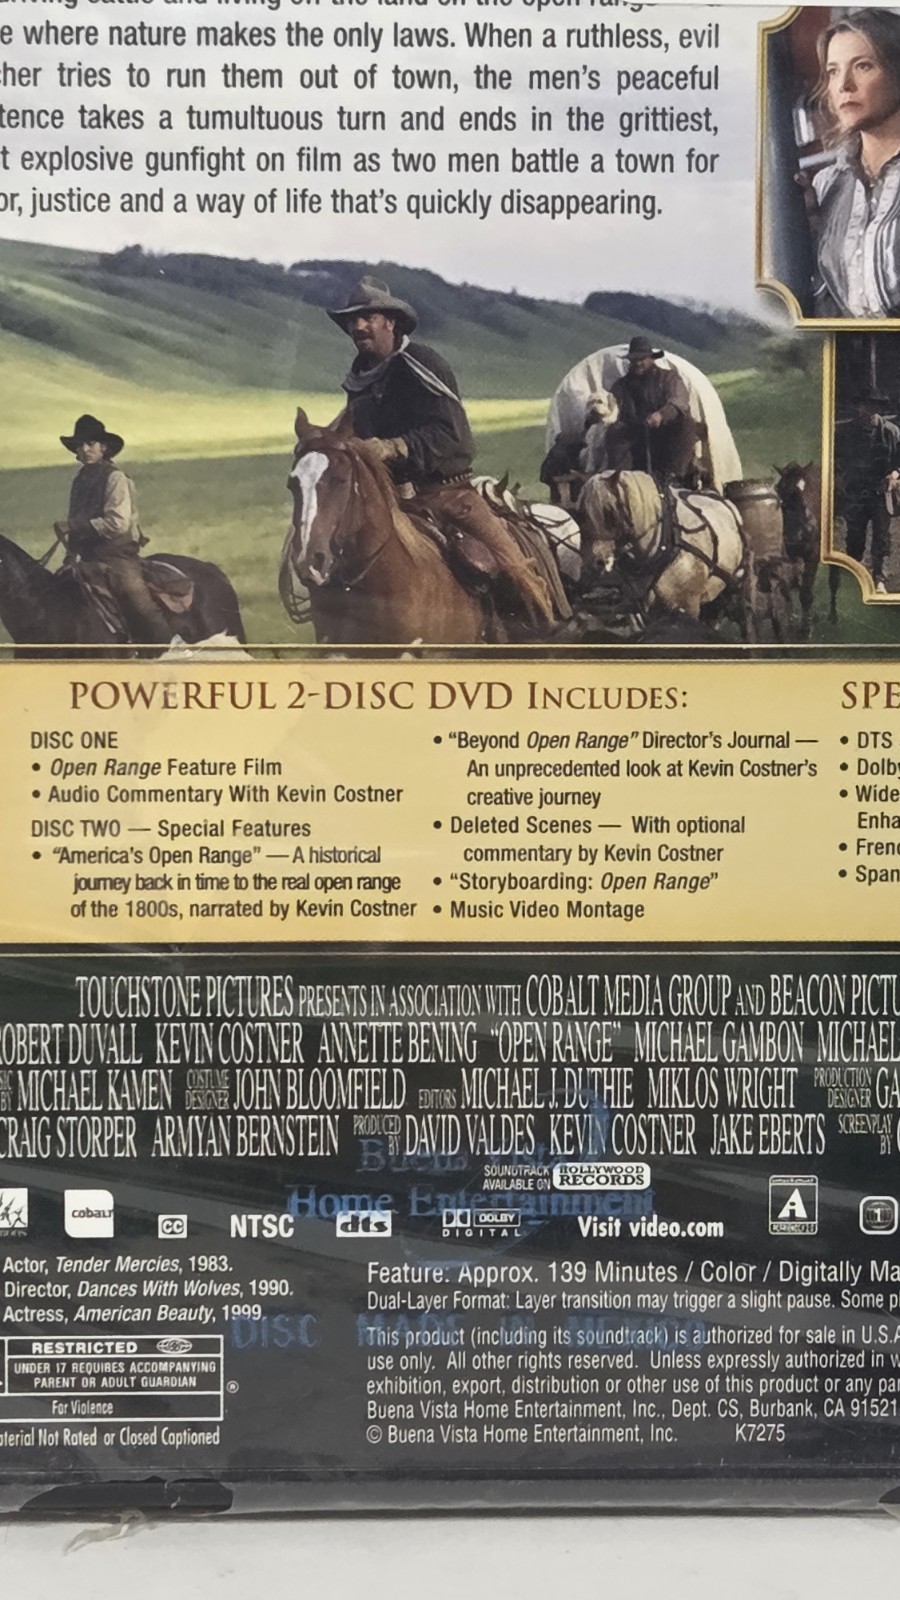 e where nature makes the only laws. When a ruthless, evil
cher tries to run them out of town, the men's peaceful
tence takes a tumultuous turn and ends in the grittiest,
t explosive gunfight on film as two men battle a town for
or, justice and a way of life that's quickly disappearing.
POWERFUL 2-DISC DVD INCLUDES:
DISC ONE
• Open Range Feature Film
• Audio Commentary With Kevin Costner
DISC TWO — Special Features
• "America's Open Range" — A historical
journey back in time to the real open range
of the 1800s, narrated by Kevin Costner
• "Beyond Open Range" Director's Journal —
An unprecedented look at Kevin Costner's
creative journey
• Deleted Scenes — With optional
commentary by Kevin Costner
• "Storyboarding: Open Range"
• Music Video Montage
SPE
• DTS
• Dolby
• Wide
Enha
• Frenc
• Span
TOUCHSTONE PICTURES PRESENTS IN ASSOCIATION WITH COBALT MEDIA GROUP AND BEACON PICTU
ROBERT DUVALL KEVIN COSTNER ANNETTE BENING "OPEN RANGE" MICHAEL GAMBON MICHAEL
BY MICHAEL KAMEN COSTUME DESIGNER JOHN BLOOMFIELD EDITORS MICHAEL J. DUTHIE MIKLOS WRIGHT PRODUCTION DESIGNER GA
CRAIG STORPER ARMYAN BERNSTEIN PRODUCED BY DAVID VALDES KEVIN COSTNER JAKE EBERTS SCREENPLAY BY
Buena Vista
Home Entertainment
SOUNDTRACK AVAILABLE ON HOLLYWOOD RECORDS
cobalt
CC
NTSC
dts
DOLBY DIGITAL
Visit video.com
A
1
Actor, Tender Mercies, 1983.
Director, Dances With Wolves, 1990.
Actress, American Beauty, 1999.
DISC MADE IN MEXICO
RESTRICTED
UNDER 17 REQUIRES ACCOMPANYING
PARENT OR ADULT GUARDIAN
®
For Violence
aterial Not Rated or Closed Captioned
Feature: Approx. 139 Minutes / Color / Digitally Ma
Dual-Layer Format: Layer transition may trigger a slight pause. Some pl
This product (including its soundtrack) is authorized for sale in U.S.A
use only. All other rights reserved. Unless expressly authorized in w
exhibition, export, distribution or other use of this product or any par
Buena Vista Home Entertainment, Inc., Dept. CS, Burbank, CA 91521
© Buena Vista Home Entertainment, Inc. K7275